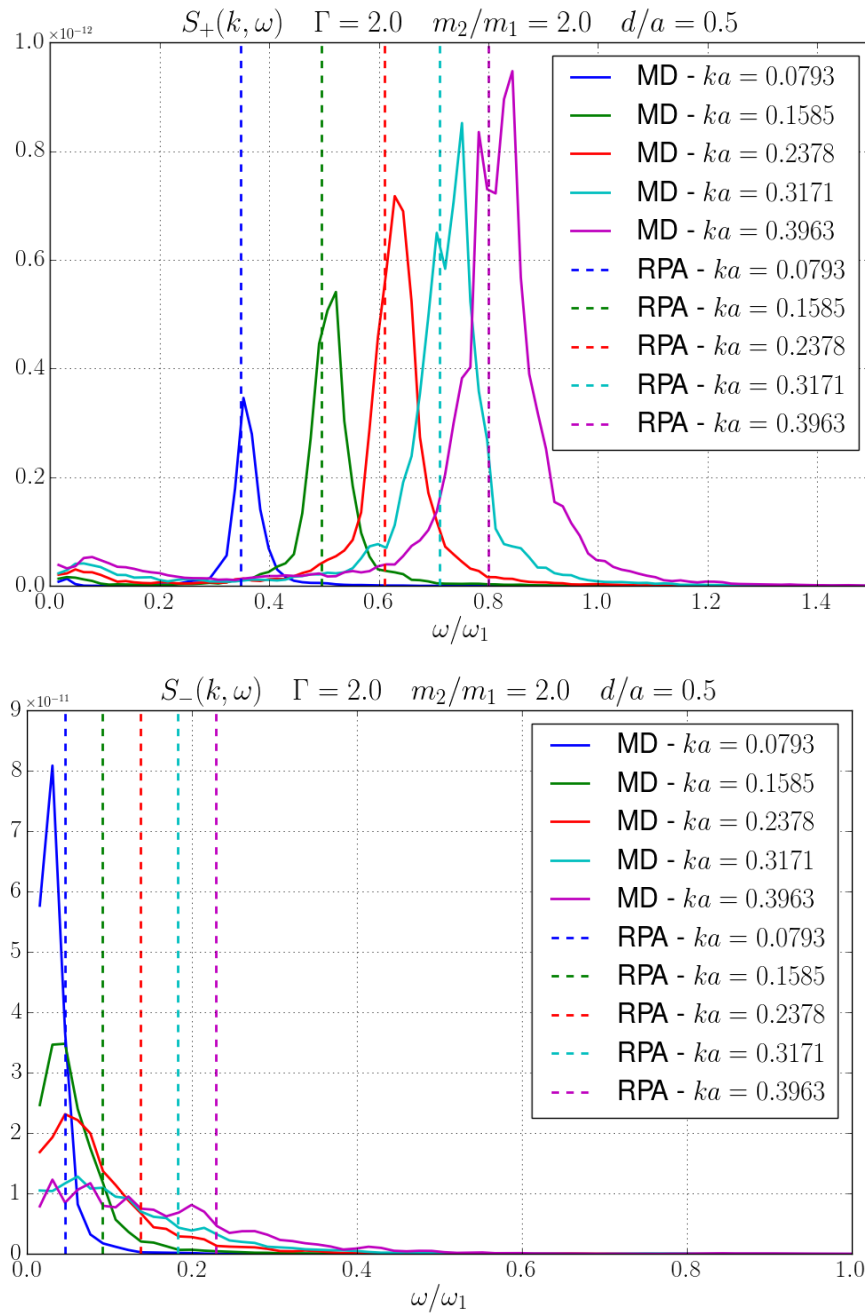 S₊(k, ω)   Γ = 2.0   m₂/m₁ = 2.0   d/a = 0.5
×10⁻¹²
1.0
0.8
0.6
0.4
0.2
0.0
MD - ka = 0.0793
MD - ka = 0.1585
MD - ka = 0.2378
MD - ka = 0.3171
MD - ka = 0.3963
RPA - ka = 0.0793
RPA - ka = 0.1585
RPA - ka = 0.2378
RPA - ka = 0.3171
RPA - ka = 0.3963
0.0 0.2 0.4 0.6 0.8 1.0 1.2 1.4
ω/ω₁
S₋(k, ω)   Γ = 2.0   m₂/m₁ = 2.0   d/a = 0.5
×10⁻¹¹
9
8
7
6
5
4
3
2
1
0
MD - ka = 0.0793
MD - ka = 0.1585
MD - ka = 0.2378
MD - ka = 0.3171
MD - ka = 0.3963
RPA - ka = 0.0793
RPA - ka = 0.1585
RPA - ka = 0.2378
RPA - ka = 0.3171
RPA - ka = 0.3963
0.0 0.2 0.4 0.6 0.8 1.0
ω/ω₁